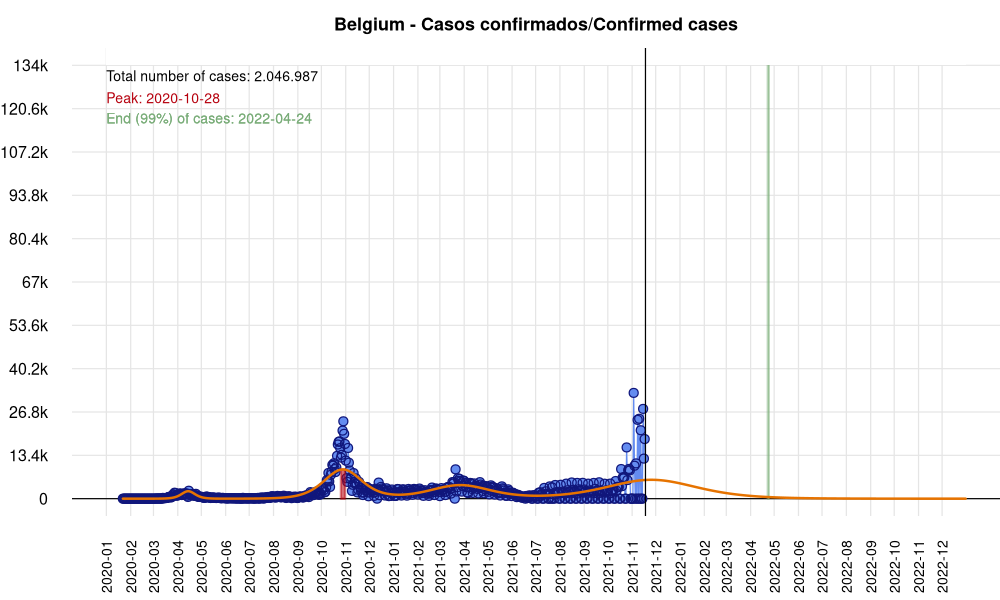 Belgium - Casos confirmados/Confirmed cases
134k
Total number of cases: 2.046.987
Peak: 2020-10-28
End (99%) of cases: 2022-04-24
120.6k
107.2k
93.8k
80.4k
67k
53.6k
40.2k
26.8k
13.4k
0
2020-01
2020-02
2020-03
2020-04
2020-05
2020-06
2020-07
2020-08
2020-09
2020-10
2020-11
2020-12
2021-01
2021-02
2021-03
2021-04
2021-05
2021-06
2021-07
2021-08
2021-09
2021-10
2021-11
2021-12
2022-01
2022-02
2022-03
2022-04
2022-05
2022-06
2022-07
2022-08
2022-09
2022-10
2022-11
2022-12